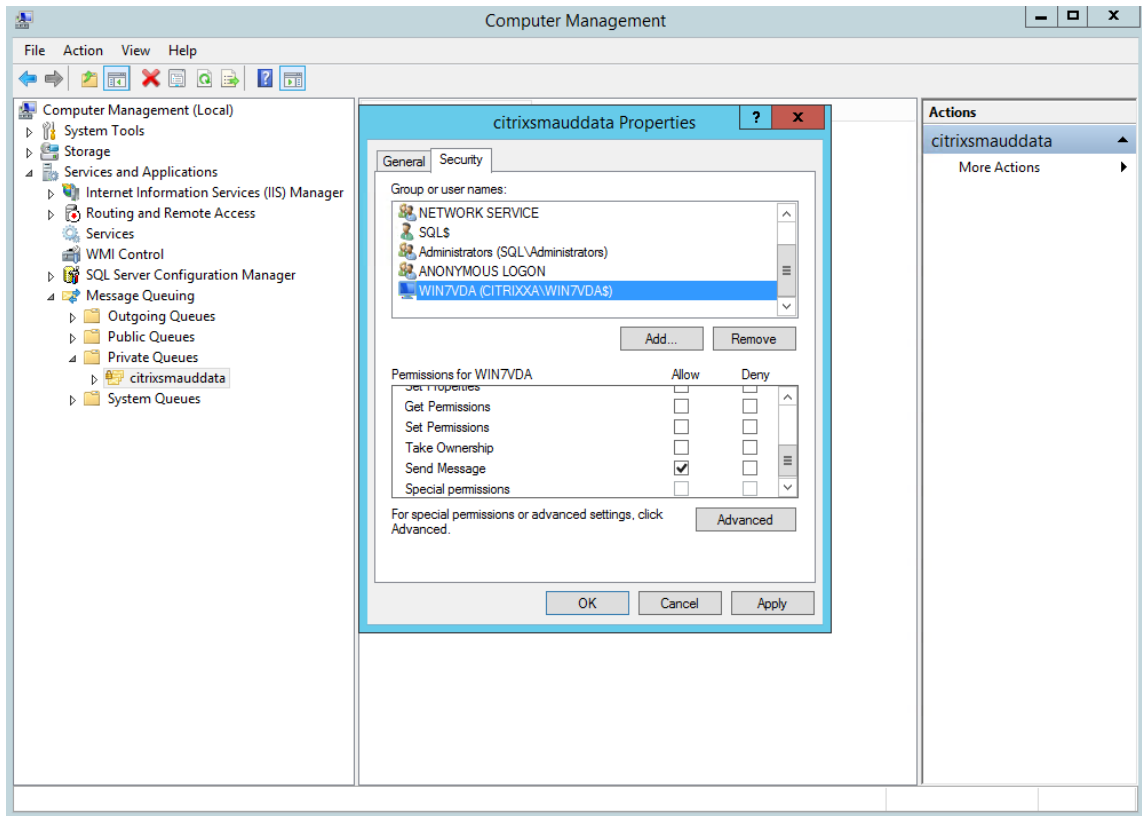 Computer Management
File Action View Help
Computer Management (Local)
System Tools
Storage
Services and Applications
Internet Information Services (IIS) Manager
Routing and Remote Access
Services
WMI Control
SQL Server Configuration Manager
Message Queuing
Outgoing Queues
Public Queues
Private Queues
citrixsmauddata
System Queues
citrixsmauddata Properties
? x
General Security
Group or user names:
NETWORK SERVICE
SQL$
Administrators (SQL\Administrators)
ANONYMOUS LOGON
WIN7VDA (CITRIXXA\WIN7VDA$)
Add... Remove
Permissions for WIN7VDA Allow Deny
Set Properties
Get Permissions
Set Permissions
Take Ownership
Send Message
Special permissions
For special permissions or advanced settings, click
Advanced.
Advanced
OK Cancel Apply
Actions
citrixsmauddata
More Actions